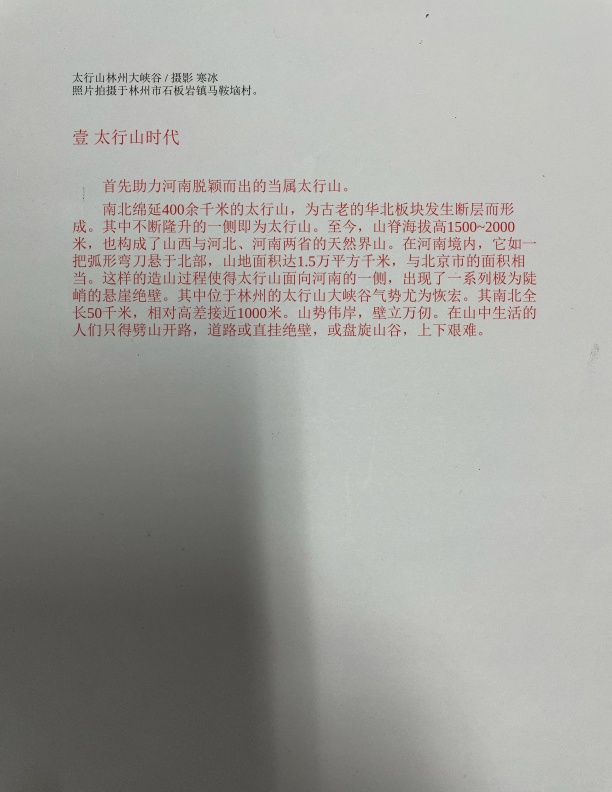 太行山林州大峡谷 / 摄影 寒冰
照片拍摄于林州市石板岩镇马鞍垴村。
壹 太行山时代
首先助力河南脱颖而出的当属太行山。
南北绵延400余千米的太行山，为古老的华北板块发生断层而形
成。其中不断隆升的一侧即为太行山。至今，山脊海拔高1500~2000
米，也构成了山西与河北、河南两省的天然界山。在河南境内，它如一
把弧形弯刀悬于北部，山地面积达1.5万平方千米，与北京市的面积相
当。这样的造山过程使得太行山面向河南的一侧，出现了一系列极为陡
峭的悬崖绝壁。其中位于林州的太行山大峡谷气势尤为恢宏。其南北全
长50千米，相对高差接近1000米。山势伟岸，壁立万仞。在山中生活的
人们只得劈山开路，道路或直挂绝壁，或盘旋山谷，上下艰难。